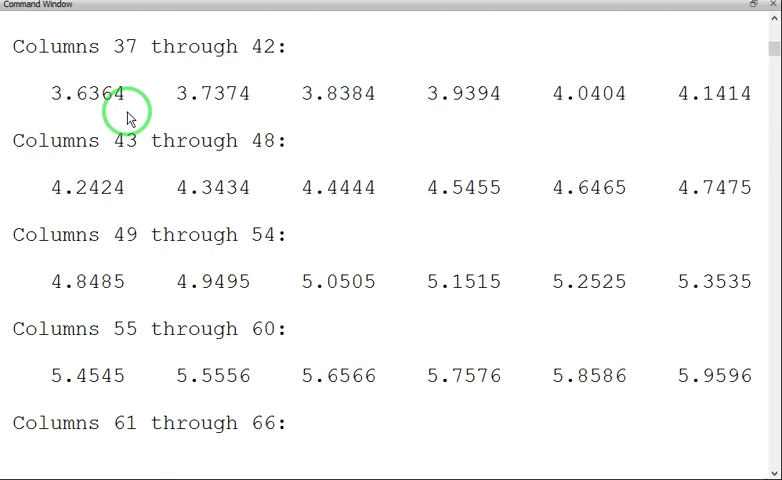 Command Window
Columns 37 through 42:
3.6364 3.7374 3.8384 3.9394 4.0404 4.1414
Columns 43 through 48:
4.2424 4.3434 4.4444 4.5455 4.6465 4.7475
Columns 49 through 54:
4.8485 4.9495 5.0505 5.1515 5.2525 5.3535
Columns 55 through 60:
5.4545 5.5556 5.6566 5.7576 5.8586 5.9596
Columns 61 through 66: